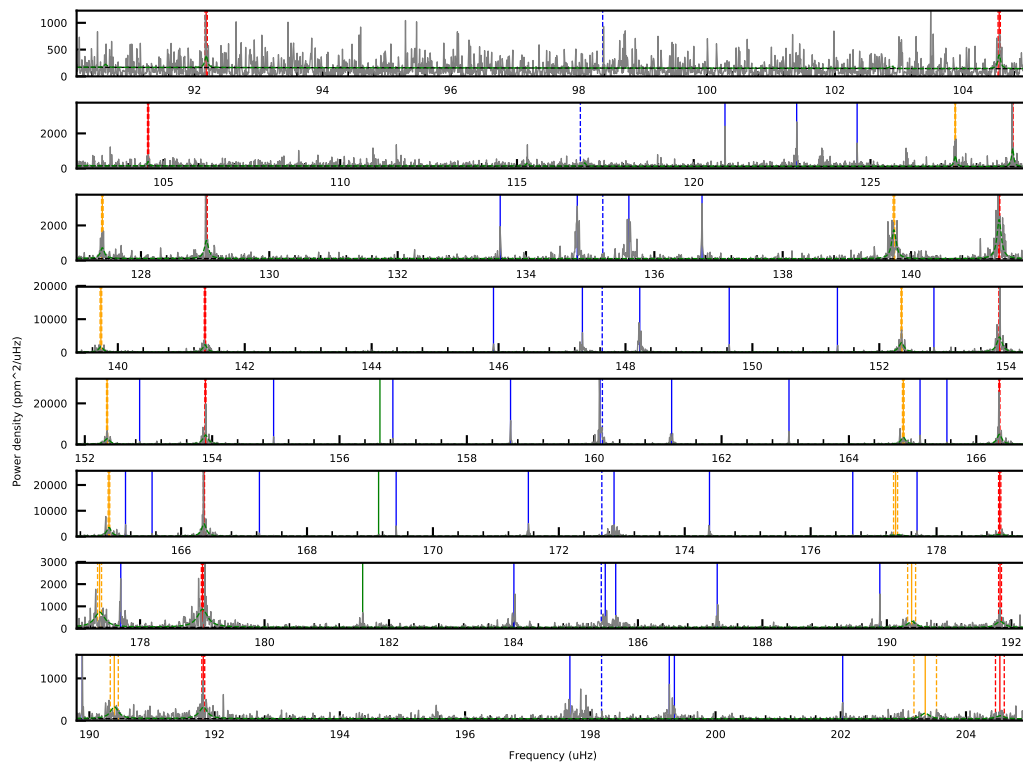 1000
500
0
92 94 96 98 100 102 104
2000
0
105 110 115 120 125
2000
0
128 130 132 134 136 138 140
20000
10000
0
140 142 144 146 148 150 152 154
20000
0
152 154 156 158 160 162 164 166
20000
10000
0
166 168 170 172 174 176 178
3000
2000
1000
0
178 180 182 184 186 188 190 192
1000
0
190 192 194 196 198 200 202 204
Power density (ppm^2/uHz)
Frequency (uHz)